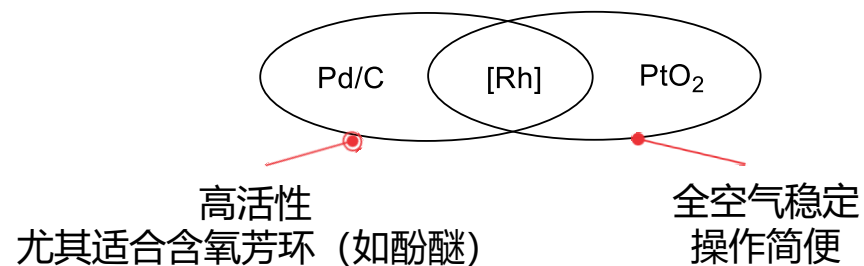 Pd/C [Rh] PtO₂
高活性
尤其适合含氧芳环（如酚醚）
全空气稳定
操作简便